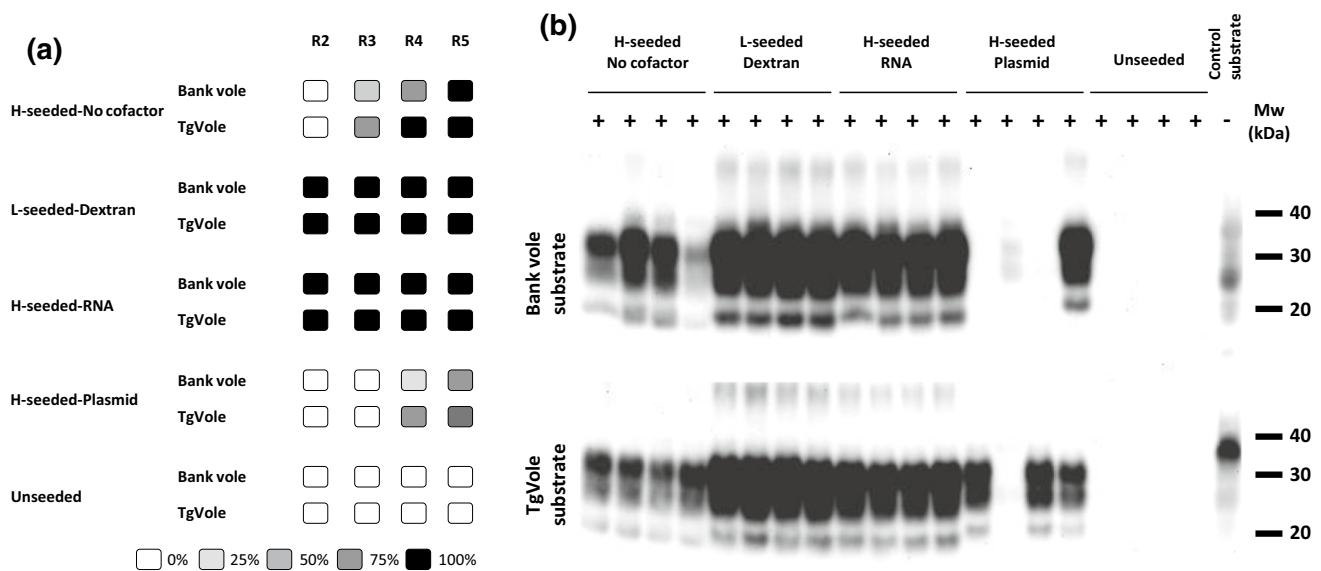 (a)
R2 R3 R4 R5
H-seeded-No cofactor
Bank vole
TgVole
L-seeded-Dextran
Bank vole
TgVole
H-seeded-RNA
Bank vole
TgVole
H-seeded-Plasmid
Bank vole
TgVole
Unseeded
Bank vole
TgVole
0% 25% 50% 75% 100%
(b)
H-seeded
No cofactor
L-seeded
Dextran
H-seeded
RNA
H-seeded
Plasmid
Unseeded
Control
substrate
+ + + + + + + + + + + + + + + + + + + + -
Mw
(kDa)
Bank vole
substrate
40
30
20
TgVole
substrate
40
30
20